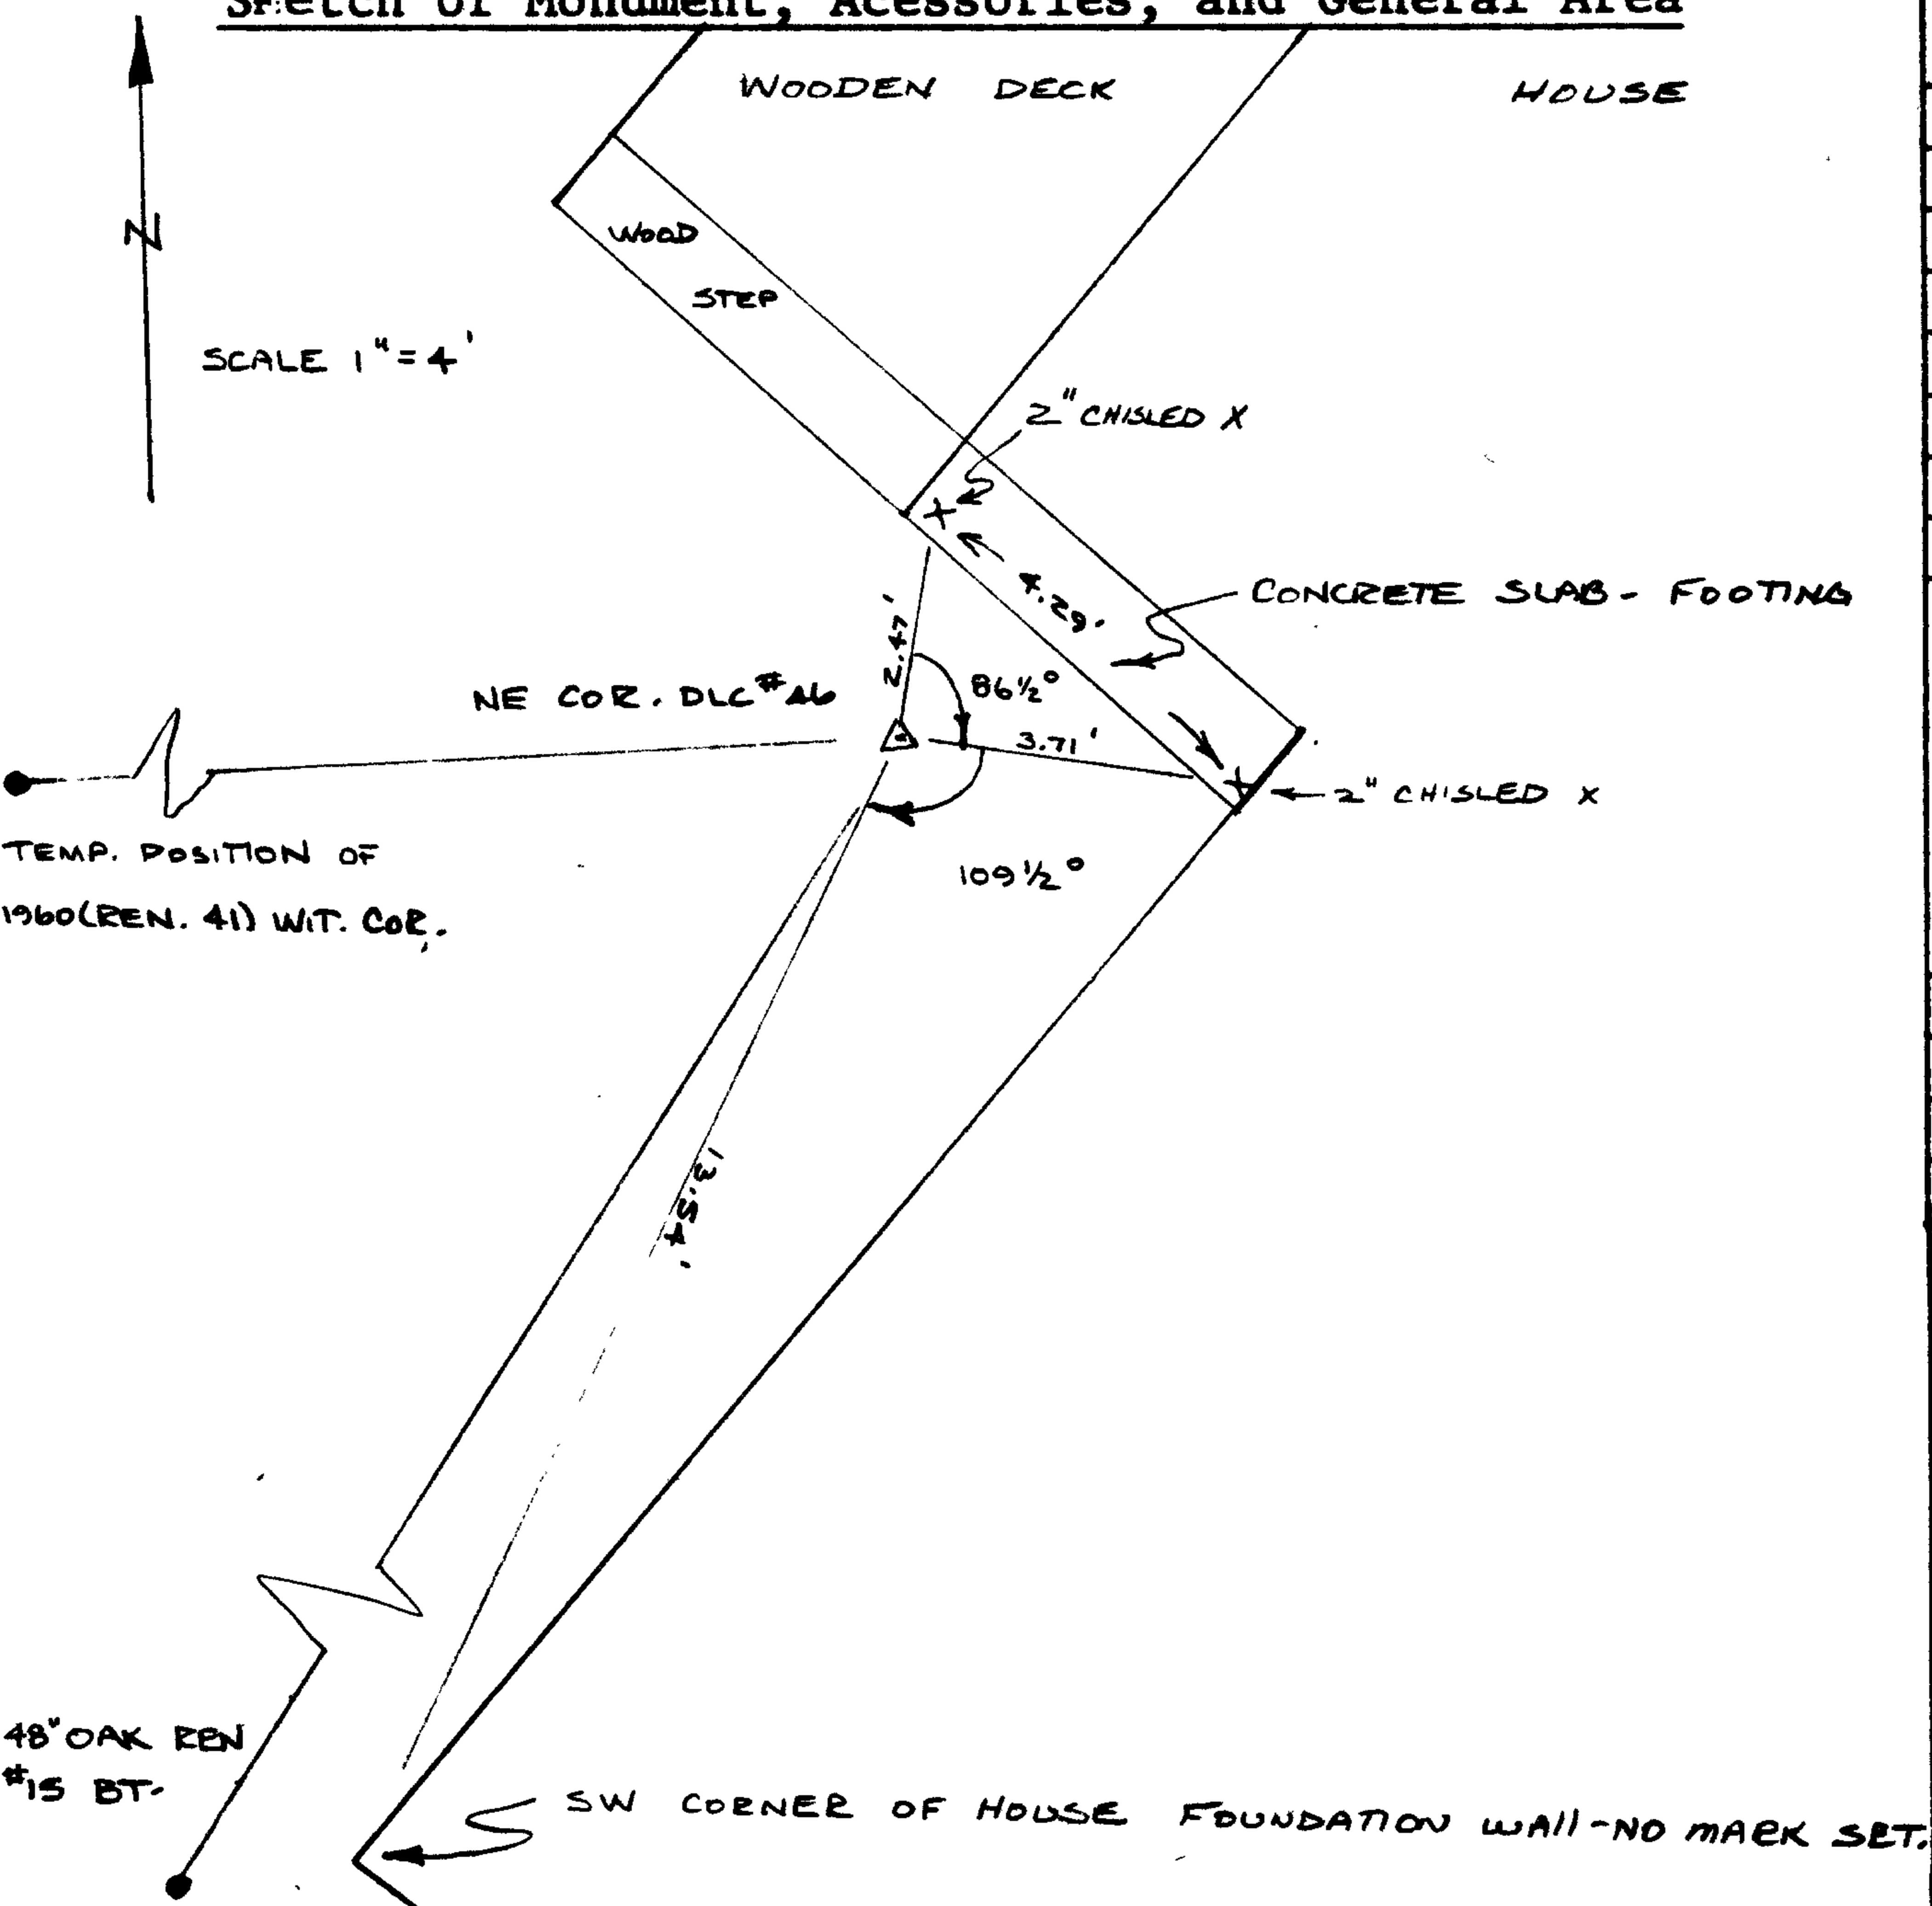 Sketch of Monument, Acessories, and General Area
WOODEN DECK
HOUSE
N
WOOD
STEP
SCALE 1"=4'
2" CHISLED X
4.29'
CONCRETE SLAB - FOOTING
2.47'
86½°
NE COR. DLC #46
3.71'
2" CHISLED X
TEMP. POSITION OF
1960 (REN. 41) WIT. COR.
109½°
13.54'
48" OAK REN
#15 BT.
SW CORNER OF HOUSE FOUNDATION WALL - NO MARK SET.